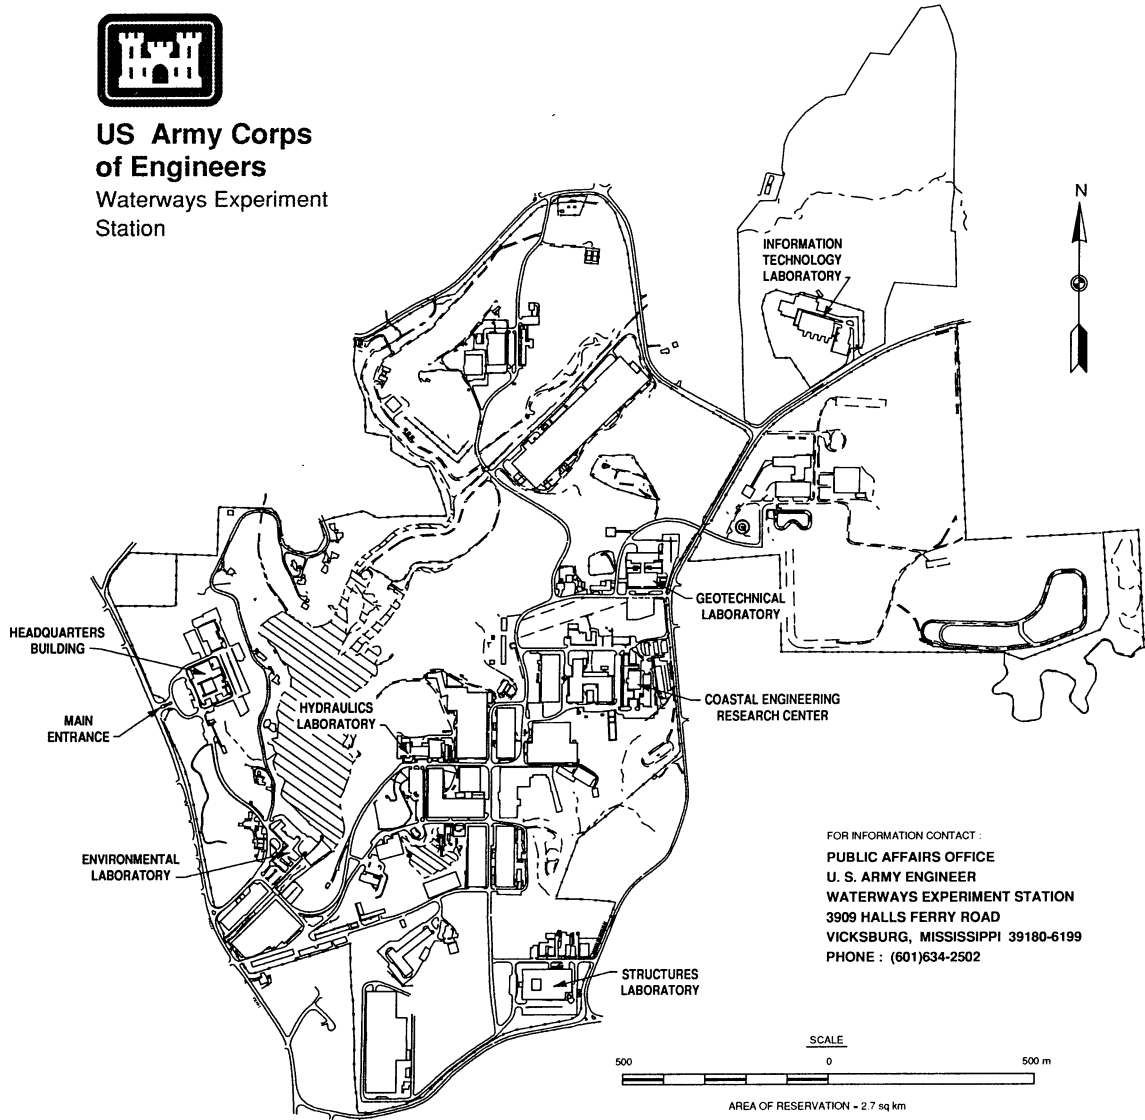 US Army Corps
of Engineers
Waterways Experiment
Station
N
INFORMATION
TECHNOLOGY
LABORATORY
GEOTECHNICAL
LABORATORY
HEADQUARTERS
BUILDING
MAIN
ENTRANCE
HYDRAULICS
LABORATORY
COASTAL ENGINEERING
RESEARCH CENTER
ENVIRONMENTAL
LABORATORY
STRUCTURES
LABORATORY
FOR INFORMATION CONTACT :
PUBLIC AFFAIRS OFFICE
U. S. ARMY ENGINEER
WATERWAYS EXPERIMENT STATION
3909 HALLS FERRY ROAD
VICKSBURG, MISSISSIPPI 39180-6199
PHONE : (601)634-2502
SCALE
500 0 500 m
AREA OF RESERVATION = 2.7 sq km